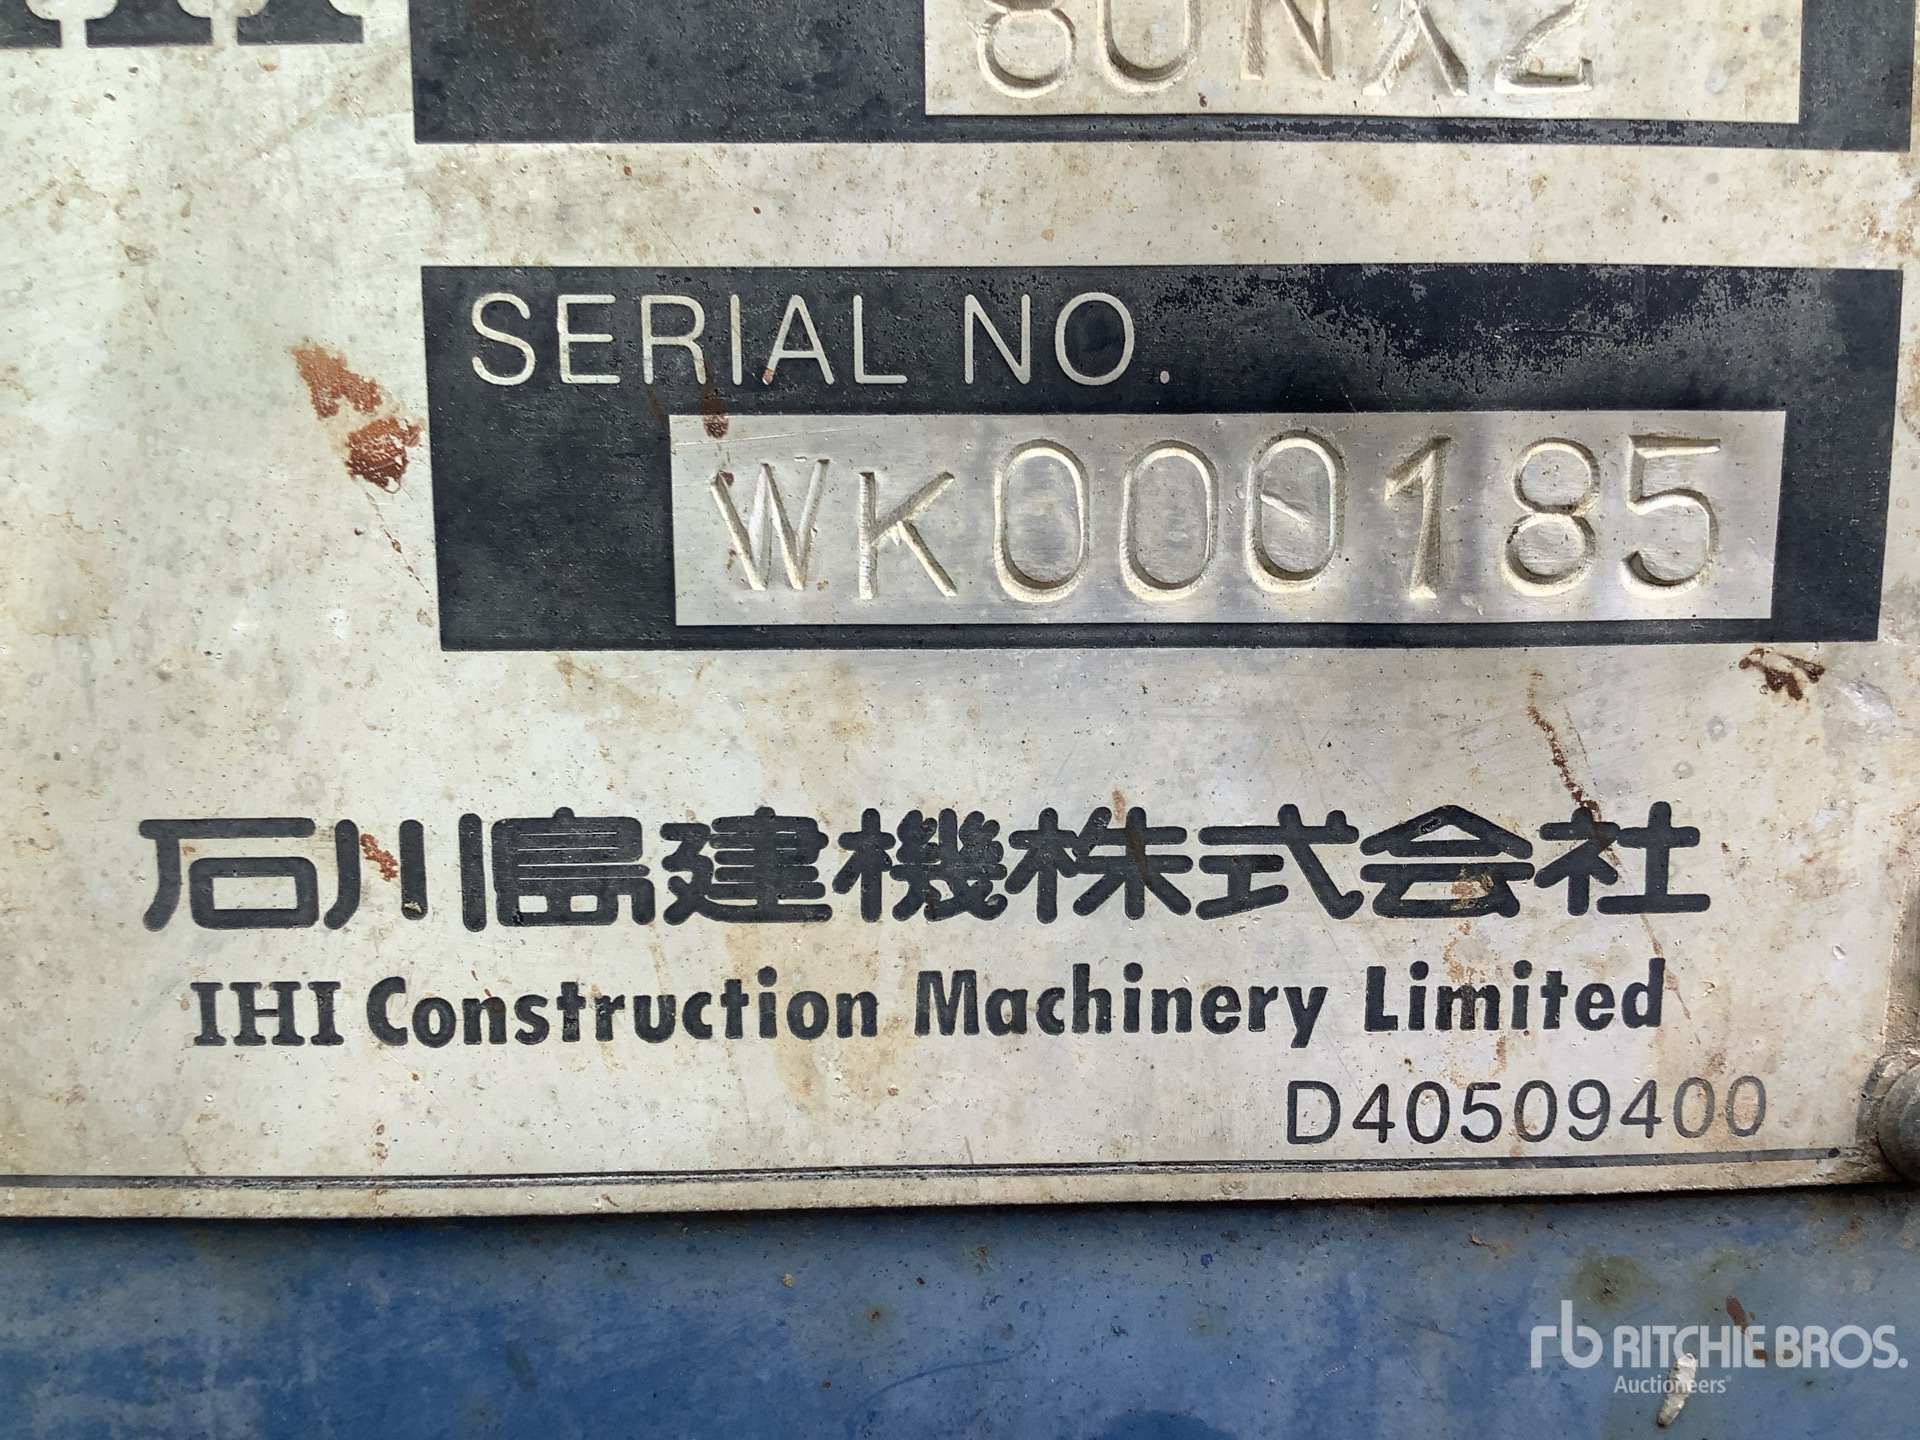 80NX2
SERIAL NO.
WK000185
石川島建機株式会社
IHI Construction Machinery Limited
D40509400
rb RITCHIE BROS.
Auctioneers